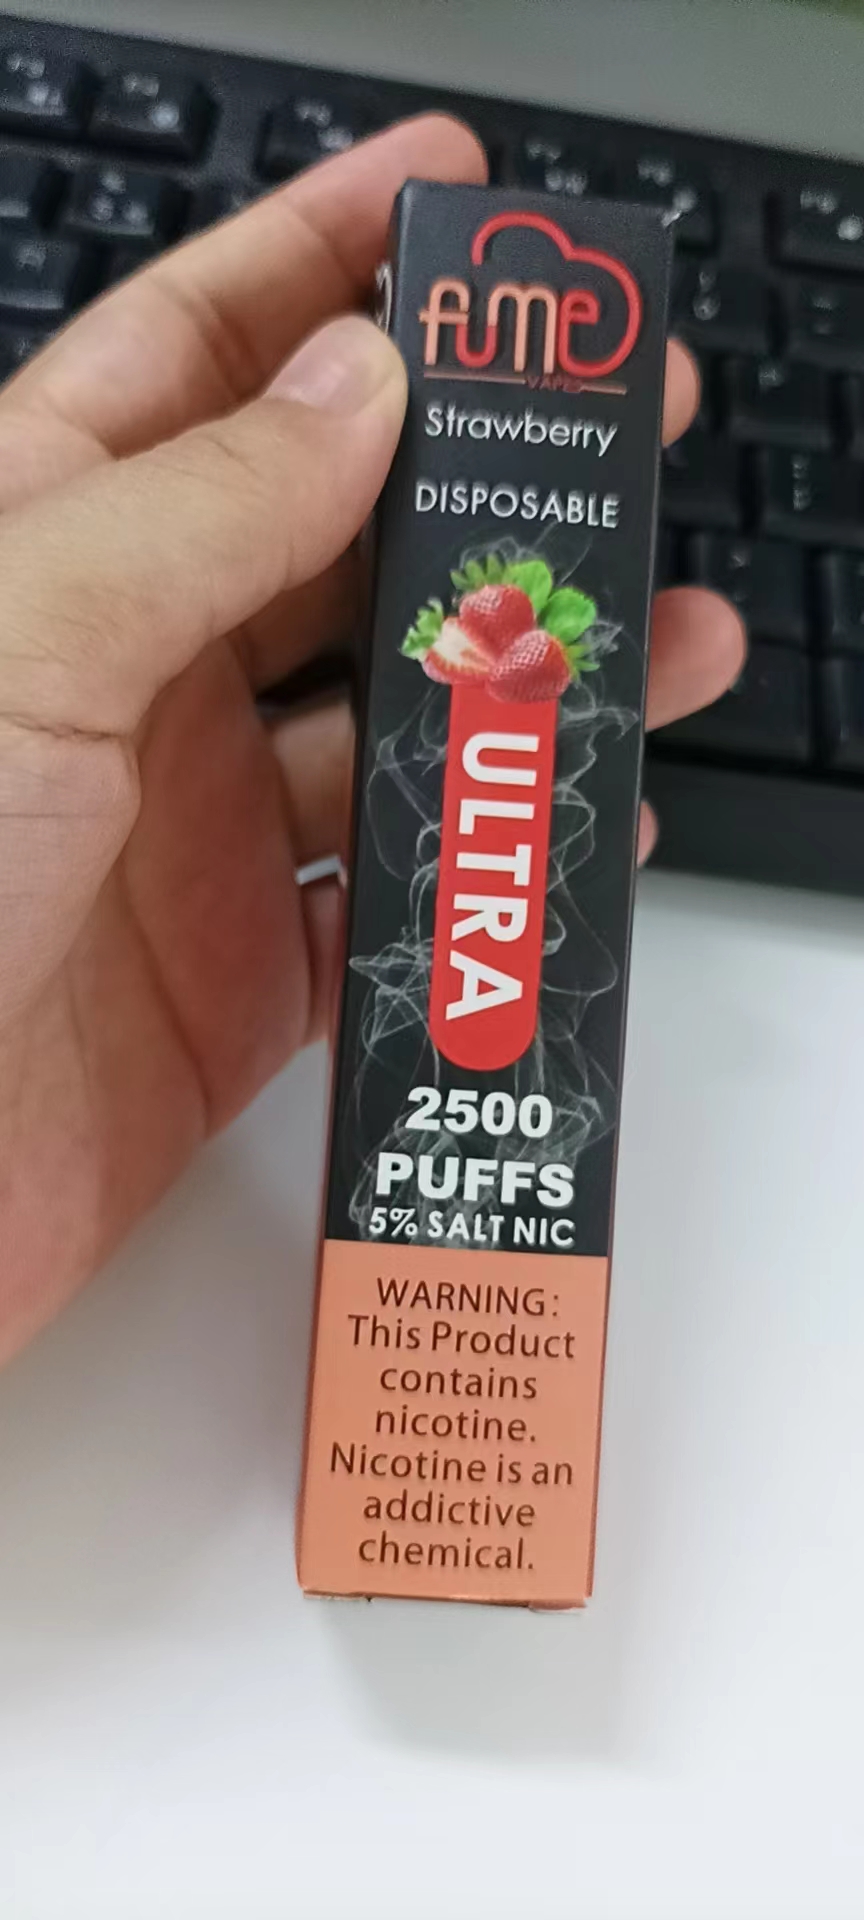 fume
VAPES
Strawberry
DISPOSABLE
ULTRA
2500
PUFFS
5% SALT NIC
WARNING:
This Product
contains
nicotine.
Nicotine is an
addictive
chemical.